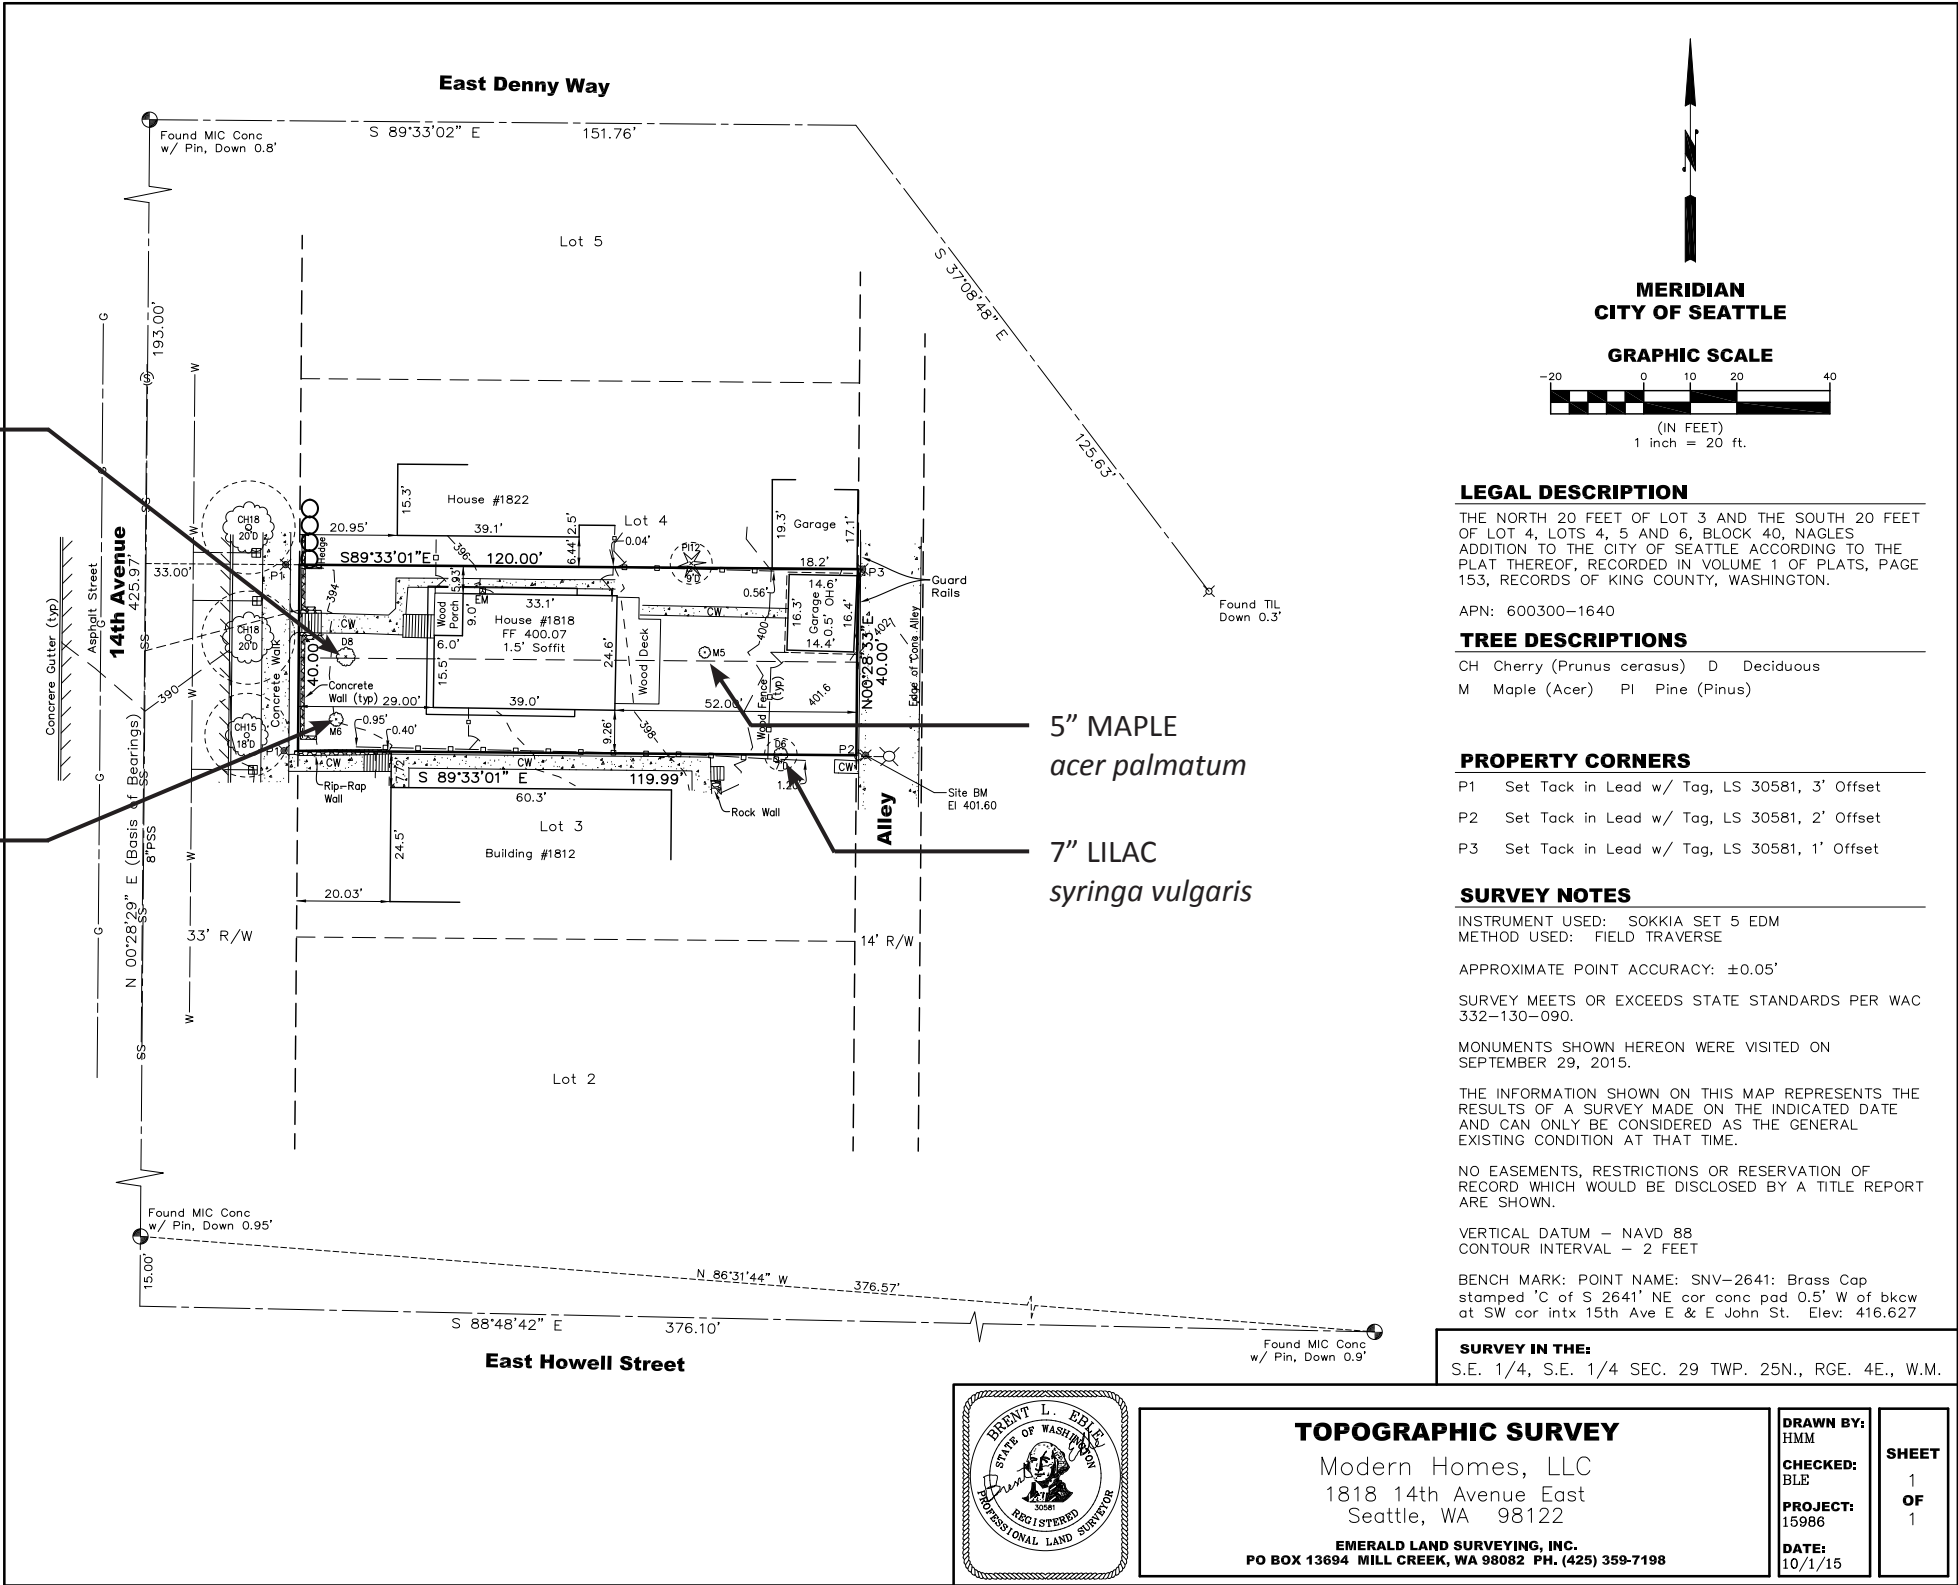 East Denny Way
Found MIC Conc
w/ Pin, Down 0.8'
S 89°33'02" E 151.76'
Lot 5
193.00'
S 37°08'48" E
125.63'
Found TIL
Down 0.3'
G
S
W
14th Avenue
425.97'
Asphalt Street
Concrere Gutter (typ)
33.00'
CH18
20'D
CH18
20'D
CH15
18'D
Concrete Walk
390
N 00°28'29" E (Basis of Bearings)
8"PSS
SS
33' R/W
15.3'
House #1822
20.95'
39.1'
2.5'
6.44'
Lot 4
0.04'
Hedge
P1
S89°33'01"E 120.00'
396
394
PI12
9'D
19.3'
Garage
17.1'
18.2'
P3
Guard
Rails
CW
D8
40.00'
Wood
Porch
5.93'
9.0'
EM
33.1'
House #1818
FF 400.07
1.5' Soffit
6.0'
15.5'
24.6'
Wood Deck
CW
0.56'
400
14.6'
16.3'
Garage
0.5' OH
16.4'
14.4'
402
N00°28'33"E
40.00'
Edge of Conc Alley
M5
Concrete
Wall (typ)
29.00'
39.0'
52.00'
Wood Fence
(typ)
401.6
M6
0.95'
0.40'
9.26'
398
D6
7'D
P2
P1
CW
CW
CW
7.72'
S 89°33'01" E 119.99'
1.20'
Rip-Rap
Wall
60.3'
Rock Wall
Site BM
El 401.60
Alley
Lot 3
24.5'
Building #1812
20.03'
14' R/W
Lot 2
5” MAPLE
acer palmatum
7” LILAC
syringa vulgaris
Found MIC Conc
w/ Pin, Down 0.95'
15.00'
N 86°31'44" W 376.57'
S 88°48'42" E 376.10'
East Howell Street
Found MIC Conc
w/ Pin, Down 0.9'
N
MERIDIAN
CITY OF SEATTLE
GRAPHIC SCALE
-20 0 10 20 40
(IN FEET)
1 inch = 20 ft.
LEGAL DESCRIPTION
THE NORTH 20 FEET OF LOT 3 AND THE SOUTH 20 FEET
OF LOT 4, LOTS 4, 5 AND 6, BLOCK 40, NAGLES
ADDITION TO THE CITY OF SEATTLE ACCORDING TO THE
PLAT THEREOF, RECORDED IN VOLUME 1 OF PLATS, PAGE
153, RECORDS OF KING COUNTY, WASHINGTON.
APN: 600300-1640
TREE DESCRIPTIONS
CH Cherry (Prunus cerasus) D Deciduous
M Maple (Acer) PI Pine (Pinus)
PROPERTY CORNERS
P1 Set Tack in Lead w/ Tag, LS 30581, 3' Offset
P2 Set Tack in Lead w/ Tag, LS 30581, 2' Offset
P3 Set Tack in Lead w/ Tag, LS 30581, 1' Offset
SURVEY NOTES
INSTRUMENT USED: SOKKIA SET 5 EDM
METHOD USED: FIELD TRAVERSE
APPROXIMATE POINT ACCURACY: ±0.05'
SURVEY MEETS OR EXCEEDS STATE STANDARDS PER WAC
332-130-090.
MONUMENTS SHOWN HEREON WERE VISITED ON
SEPTEMBER 29, 2015.
THE INFORMATION SHOWN ON THIS MAP REPRESENTS THE
RESULTS OF A SURVEY MADE ON THE INDICATED DATE
AND CAN ONLY BE CONSIDERED AS THE GENERAL
EXISTING CONDITION AT THAT TIME.
NO EASEMENTS, RESTRICTIONS OR RESERVATION OF
RECORD WHICH WOULD BE DISCLOSED BY A TITLE REPORT
ARE SHOWN.
VERTICAL DATUM - NAVD 88
CONTOUR INTERVAL - 2 FEET
BENCH MARK: POINT NAME: SNV-2641: Brass Cap
stamped 'C of S 2641' NE cor conc pad 0.5' W of bkcw
at SW cor intx 15th Ave E & E John St. Elev: 416.627
SURVEY IN THE:
S.E. 1/4, S.E. 1/4 SEC. 29 TWP. 25N., RGE. 4E., W.M.
BRENT L. EBLE
STATE OF WASHINGTON
30581
REGISTERED
PROFESSIONAL LAND SURVEYOR
TOPOGRAPHIC SURVEY
Modern Homes, LLC
1818 14th Avenue East
Seattle, WA 98122
EMERALD LAND SURVEYING, INC.
PO BOX 13694 MILL CREEK, WA 98082 PH. (425) 359-7198
DRAWN BY:
HMM
CHECKED:
BLE
PROJECT:
15986
DATE:
10/1/15
SHEET
1
OF
1